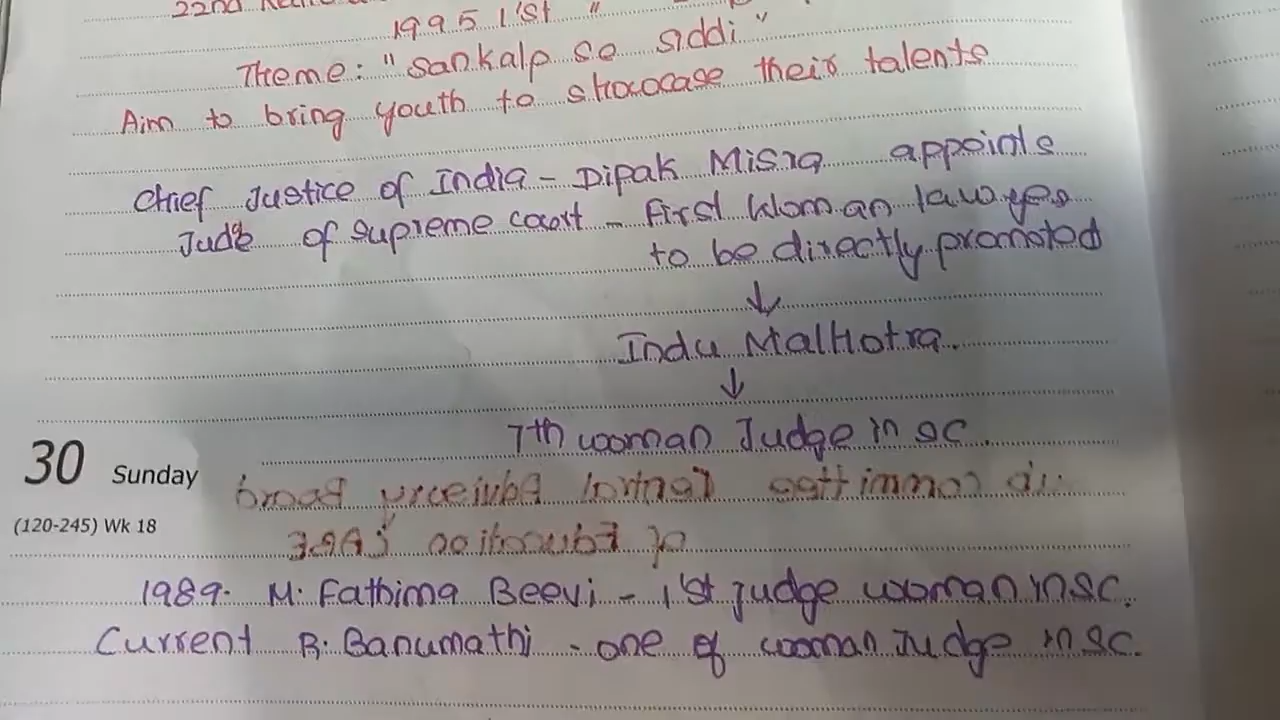 22nd
1995 1'st "
Theme: "Sankalp se siddi"
Aim to bring youth to showcase their talents
Chief Justice of India - Dipak Misra appoints
Judge of Supreme court - First Woman lawyer
to be directly promoted
↓
Indu Malhotra.
↓
7th woman Judge in SC.
30 Sunday
(120-245) Wk 18
1989. M. Fathima Beevi - 1'st judge woman in SC.
Current R. Banumathi - one of woman Judge in SC.